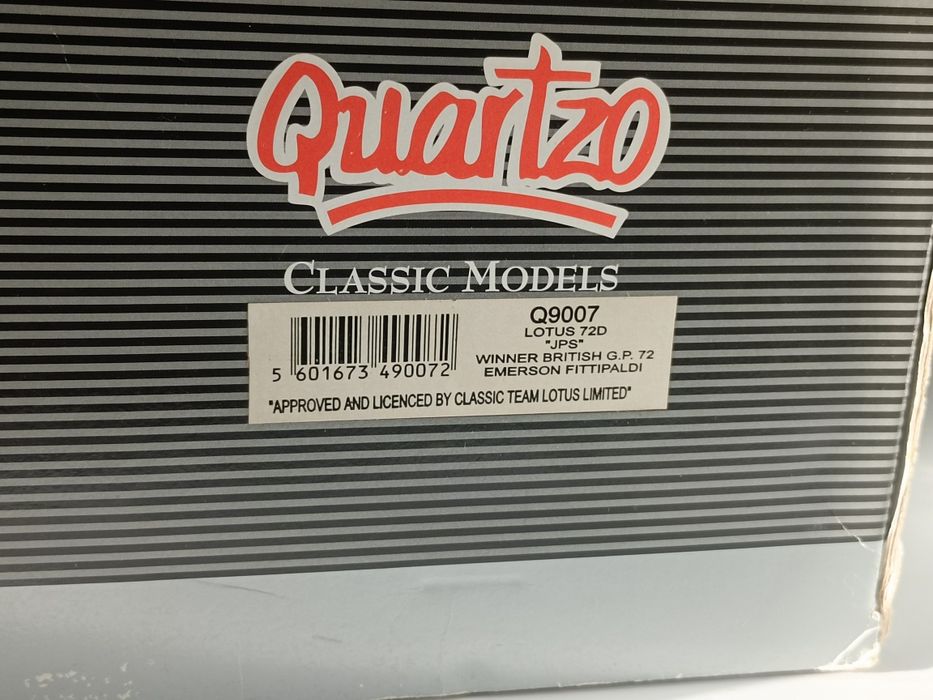 Quartzo
CLASSIC MODELS
Q9007
LOTUS 72D
"JPS"
WINNER BRITISH G.P. 72
EMERSON FITTIPALDI
5 601673 490072
"APPROVED AND LICENCED BY CLASSIC TEAM LOTUS LIMITED"